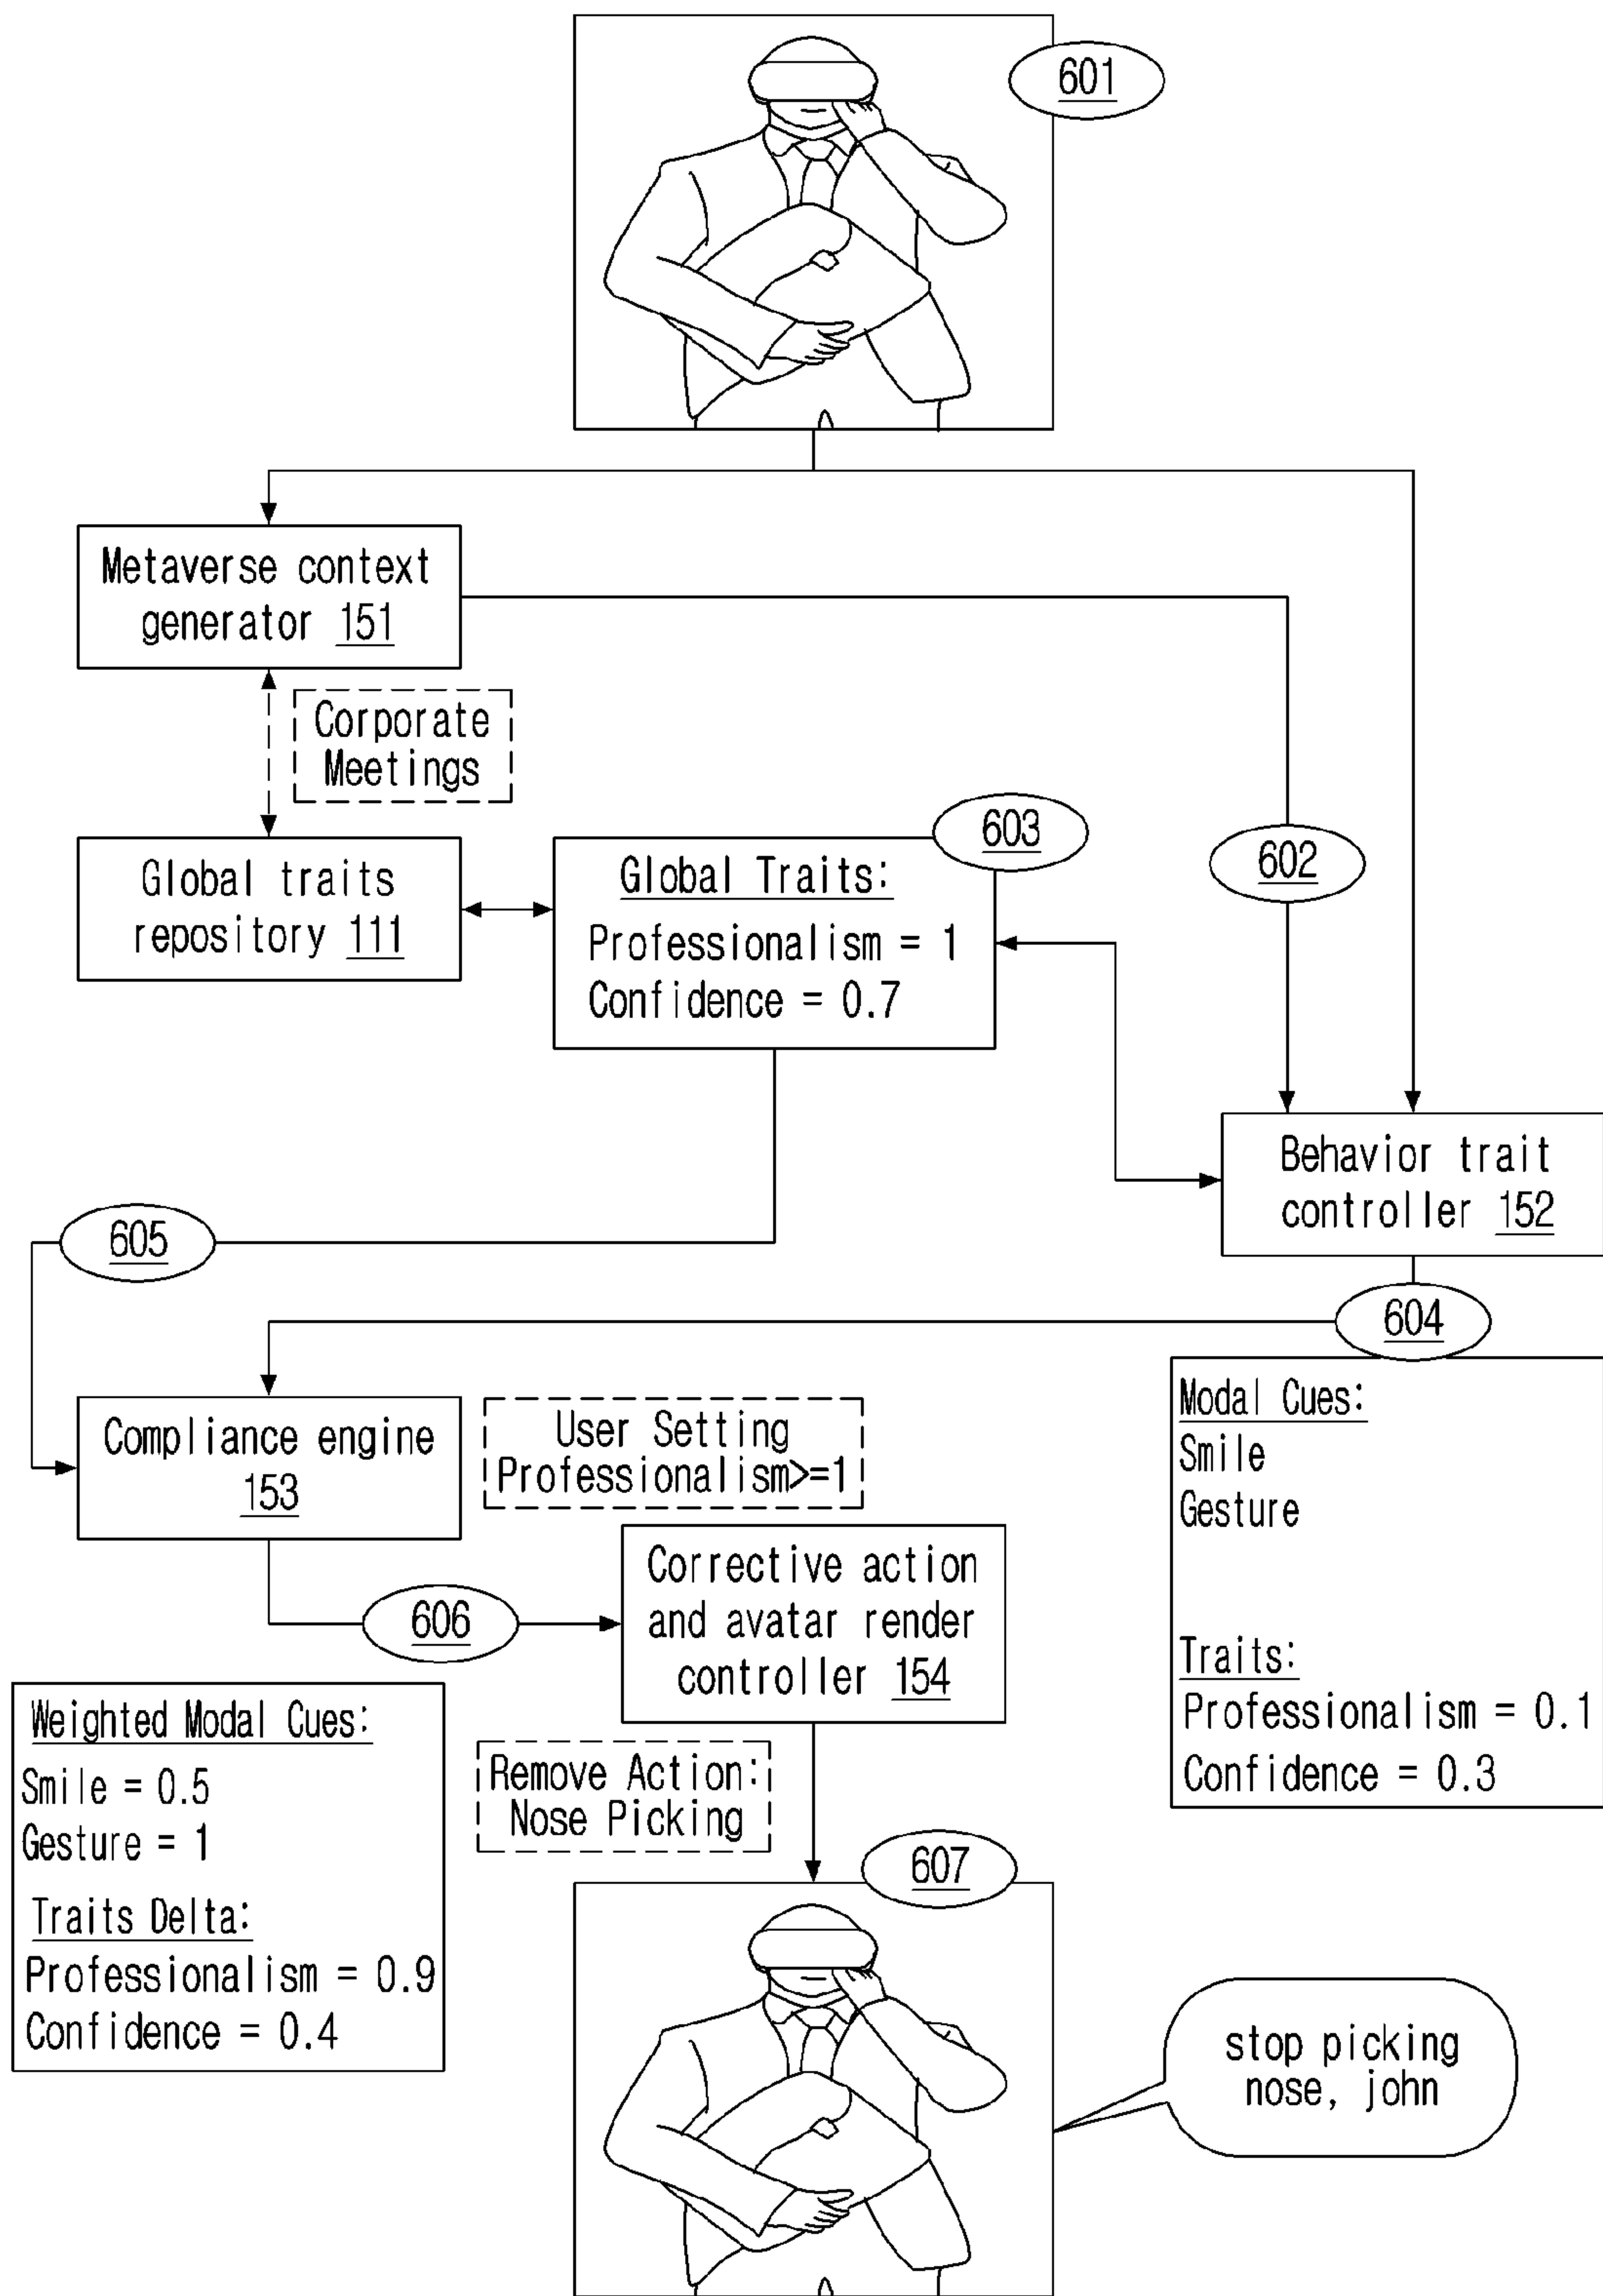 601
Metaverse context
generator 151
Corporate
Meetings
603
602
Global traits
repository 111
Global Traits:
Professionalism = 1
Confidence = 0.7
Behavior trait
controller 152
605
604
Compliance engine
153
User Setting
Professionalism>=1
Modal Cues:
Smile
Gesture
Traits:
Professionalism = 0.1
Confidence = 0.3
606
Corrective action
and avatar render
controller 154
Weighted Modal Cues:
Smile = 0.5
Gesture = 1
Traits Delta:
Professionalism = 0.9
Confidence = 0.4
Remove Action:
Nose Picking
607
stop picking
nose, john